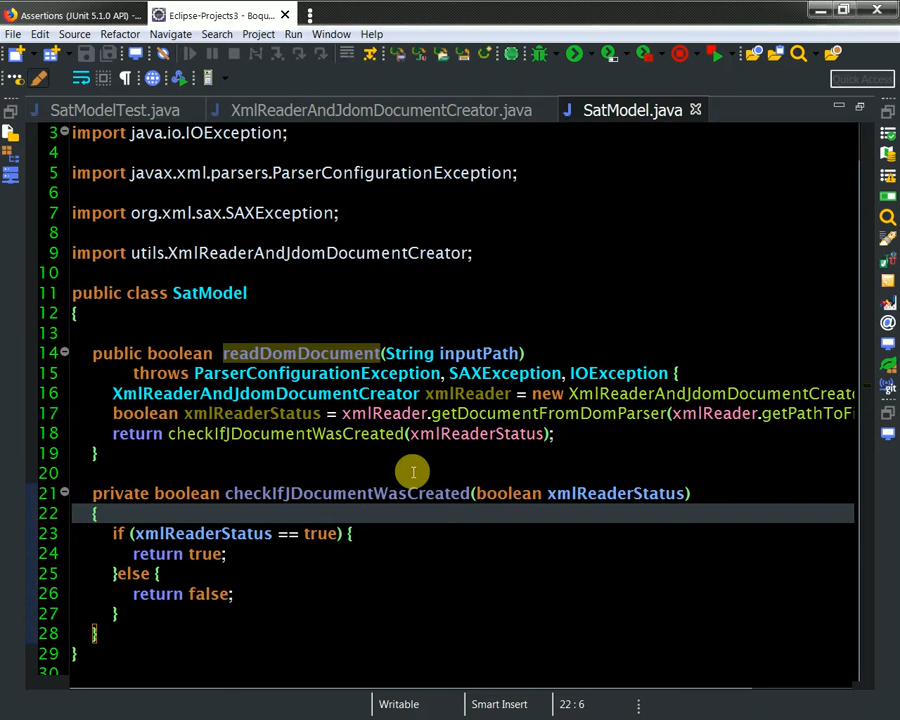 Assertions (JUnit 5.1.0 API) - ...
Eclipse-Projects3 - Boqu...
File Edit Source Refactor Navigate Search Project Run Window Help
Quick Access
SatModelTest.java
XmlReaderAndJdomDocumentCreator.java
SatModel.java
3 import java.io.IOException;
4
5 import javax.xml.parsers.ParserConfigurationException;
6
7 import org.xml.sax.SAXException;
8
9 import utils.XmlReaderAndJdomDocumentCreator;
10
11 public class SatModel
12 {
13
14 public boolean readDomDocument(String inputPath)
15 throws ParserConfigurationException, SAXException, IOException {
16 XmlReaderAndJdomDocumentCreator xmlReader = new XmlReaderAndJdomDocumentCreato
17 boolean xmlReaderStatus = xmlReader.getDocumentFromDomParser(xmlReader.getPathToF
18 return checkIfJDocumentWasCreated(xmlReaderStatus);
19 }
20
21 private boolean checkIfJDocumentWasCreated(boolean xmlReaderStatus)
22 {
23 if (xmlReaderStatus == true) {
24 return true;
25 }else {
26 return false;
27 }
28 }
29 }
30
Writable Smart Insert 22 : 6